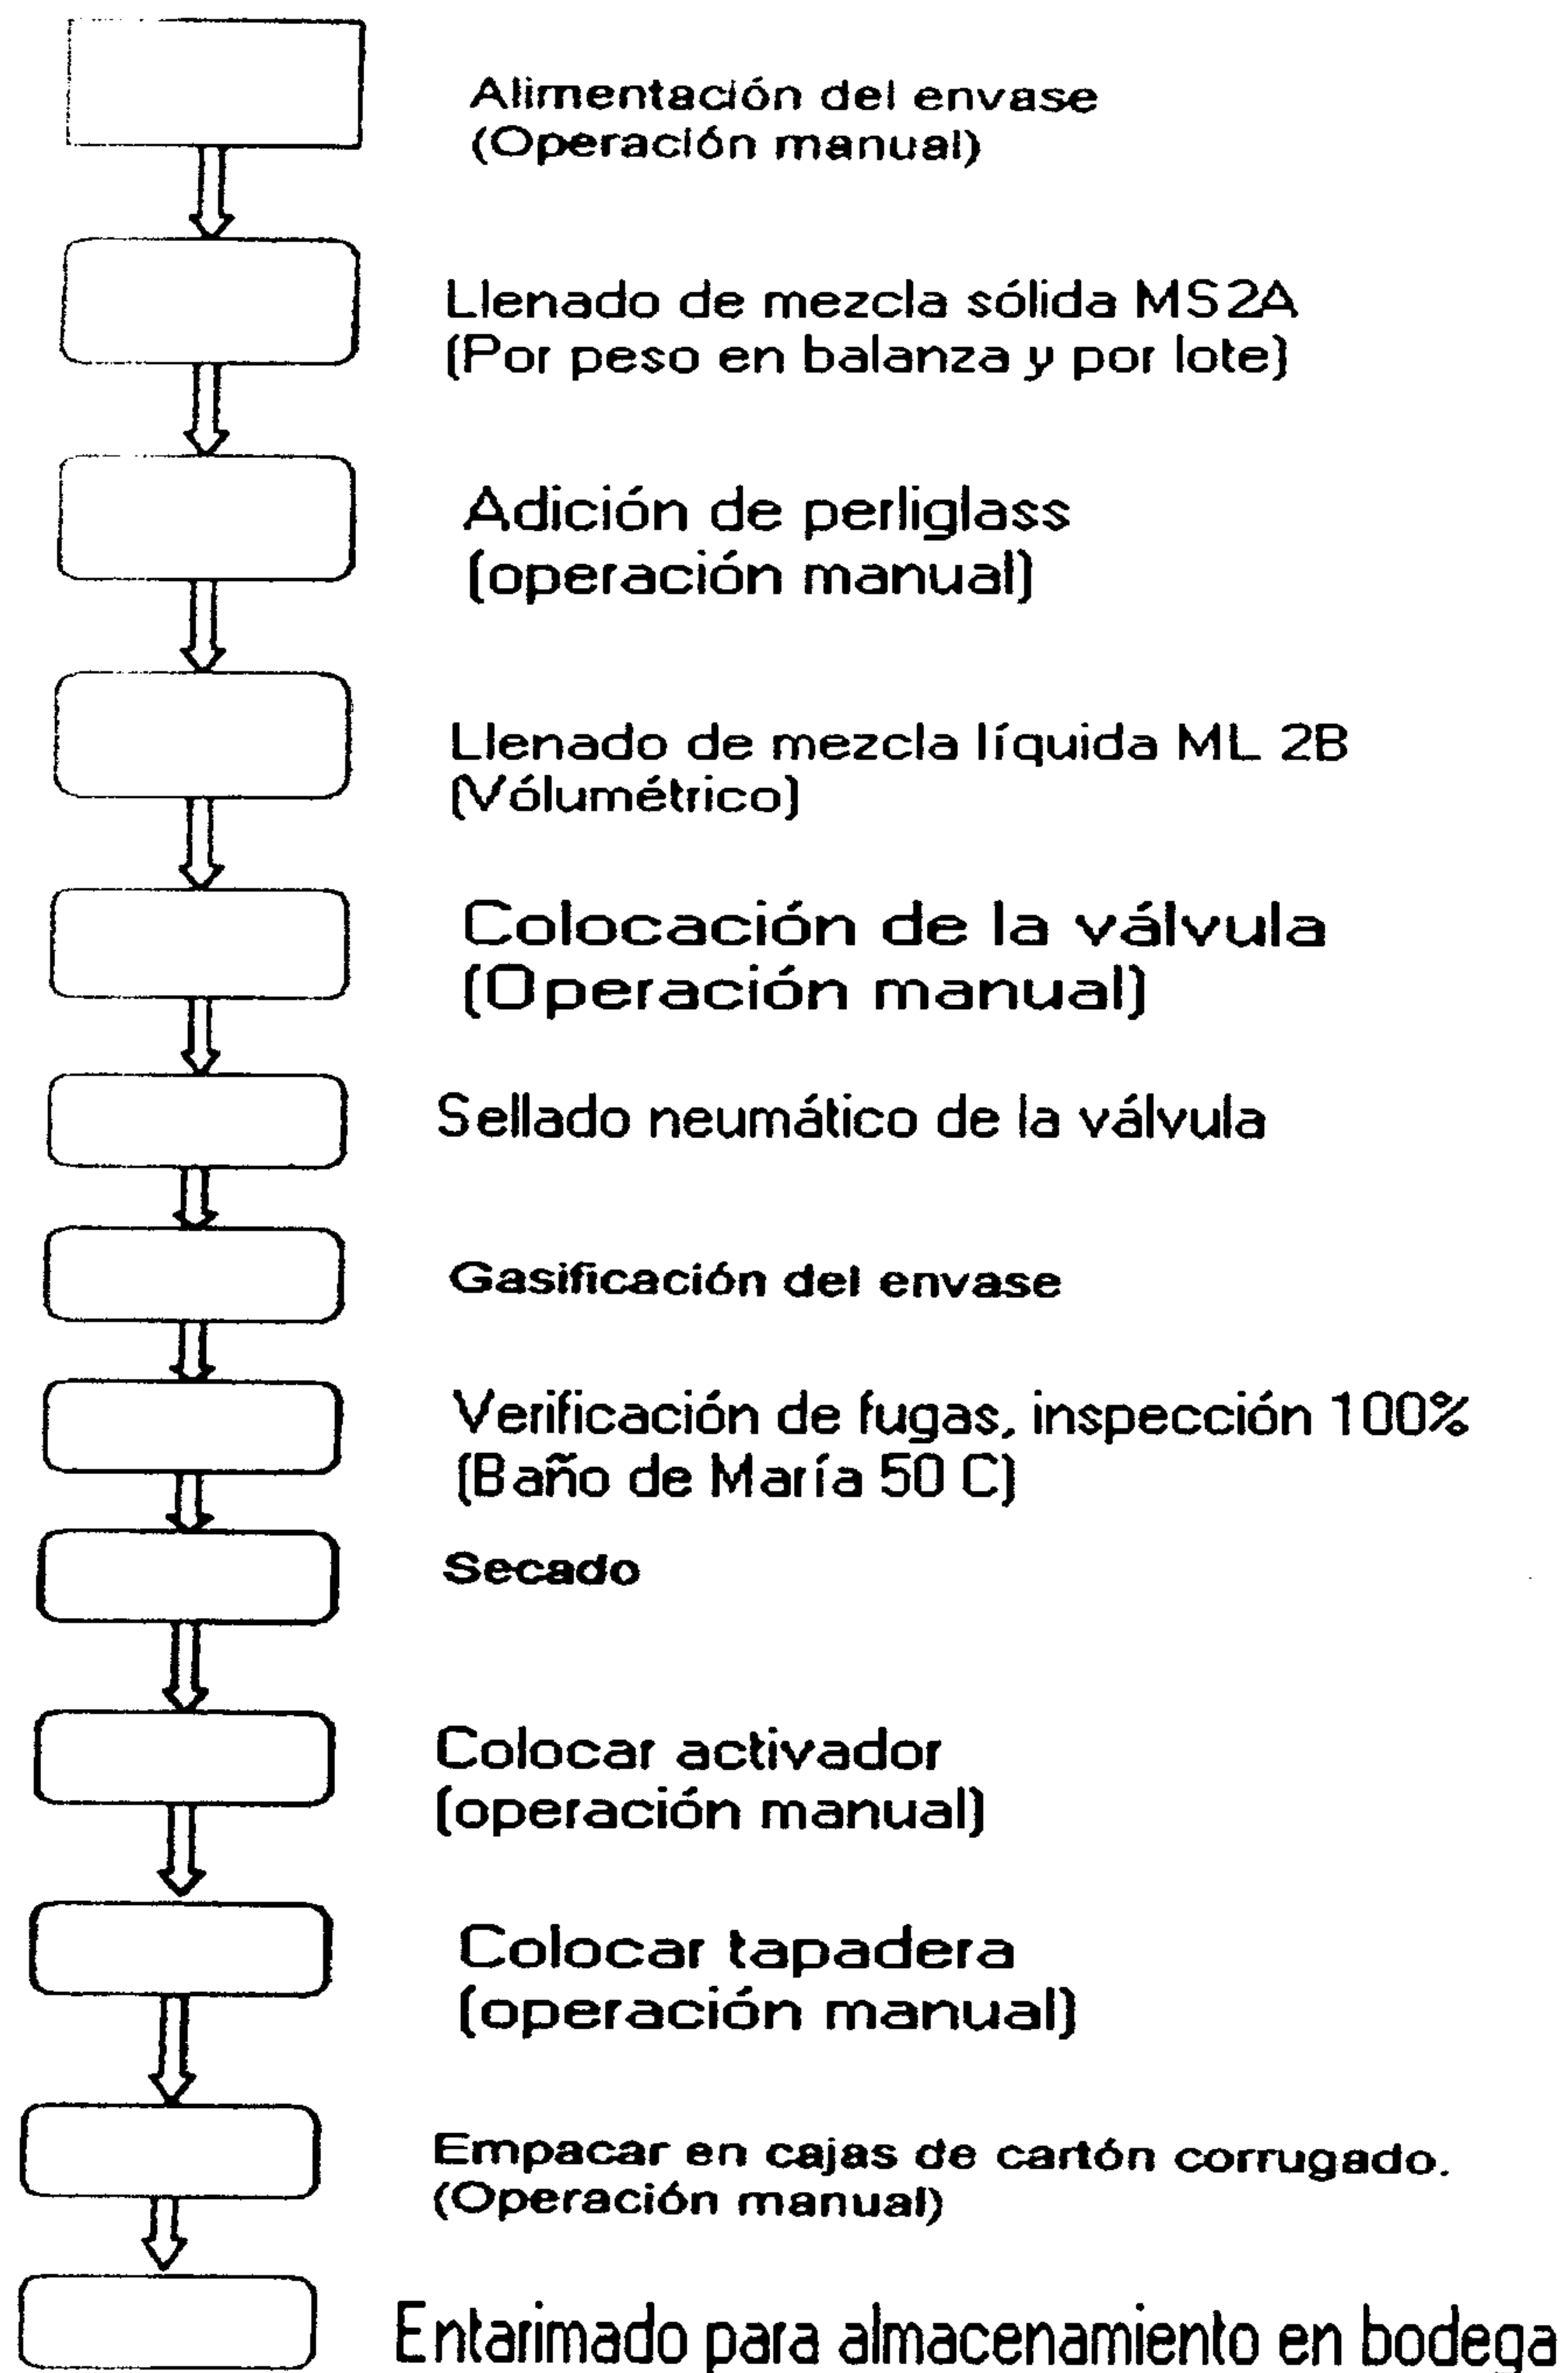 Alimentación del envase
(Operación manual)
Llenado de mezcla sólida MS2A
(Por peso en balanza y por lote)
Adición de perliglass
(operación manual)
Llenado de mezcla líquida ML 2B
(Vólumétrico)
Colocación de la válvula
(Operación manual)
Sellado neumático de la válvula
Gasificación del envase
Verificación de fugas, inspección 100%
(Baño de María 50 C)
Secado
Colocar activador
(operación manual)
Colocar tapadera
(operación manual)
Empacar en cajas de cartón corrugado.
(Operación manual)
Entarimado para almacenamiento en bodega